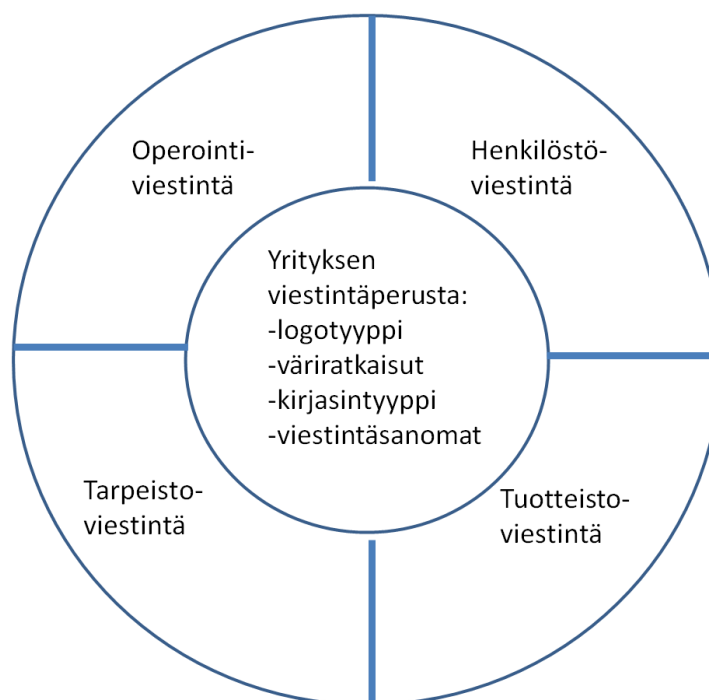 Operointi-
viestintä
Henkilöstö-
viestintä
Yrityksen
viestintäperusta:
-logotyyppi
-väriratkaisut
-kirjasintyyppi
-viestintäsanomat
Tarpeisto-
viestintä
Tuotteisto-
viestintä